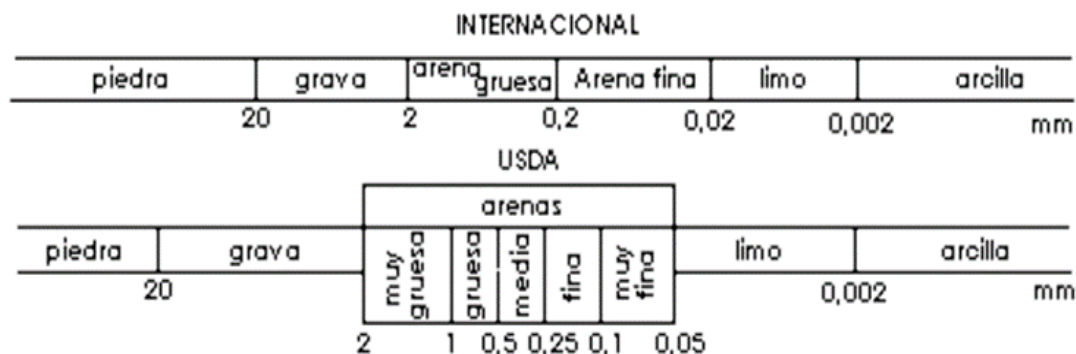 INTERNACIONAL
piedra grava arena gruesa Arena fina limo arcilla
20 2 0,2 0,02 0,002 mm
USDA
arenas
piedra grava muy gruesa gruesa media fina muy fina limo arcilla
20 0,002 mm
2 1 0,5 0,25 0,1 0,05